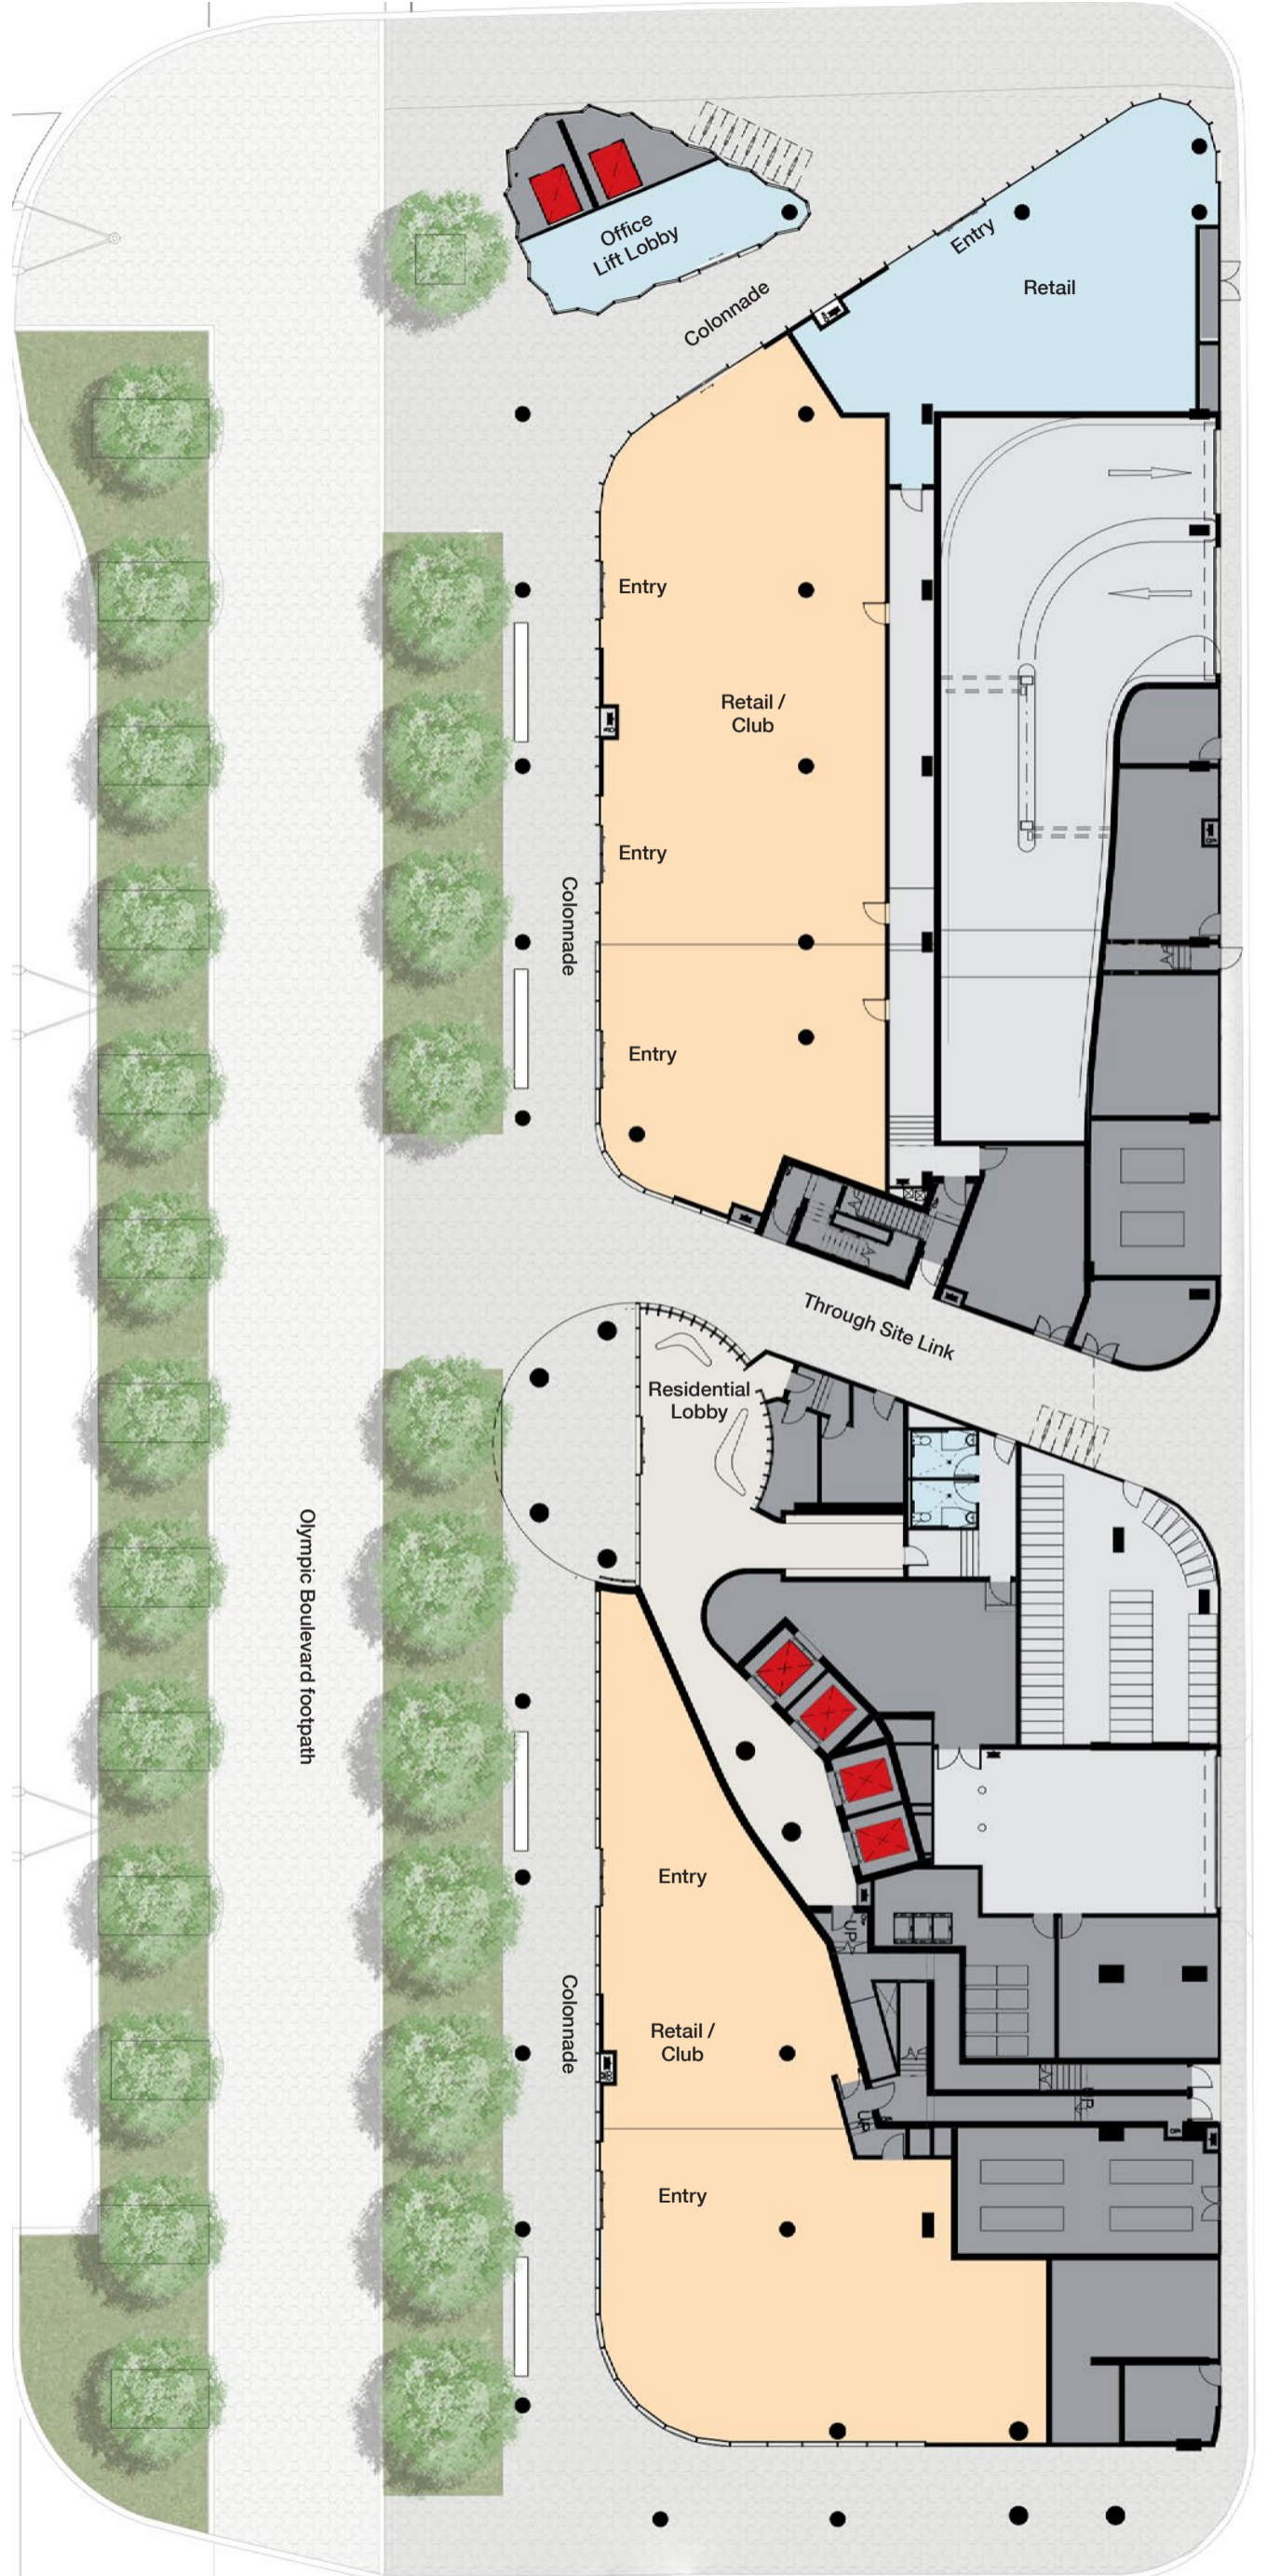 Office
Lift Lobby
Entry
Retail
Colonnade
Entry
Retail /
Club
Entry
Colonnade
Entry
Through Site Link
Residential
Lobby
Olympic Boulevard footpath
Entry
UP
Colonnade
Retail /
Club
UP
UP
Entry